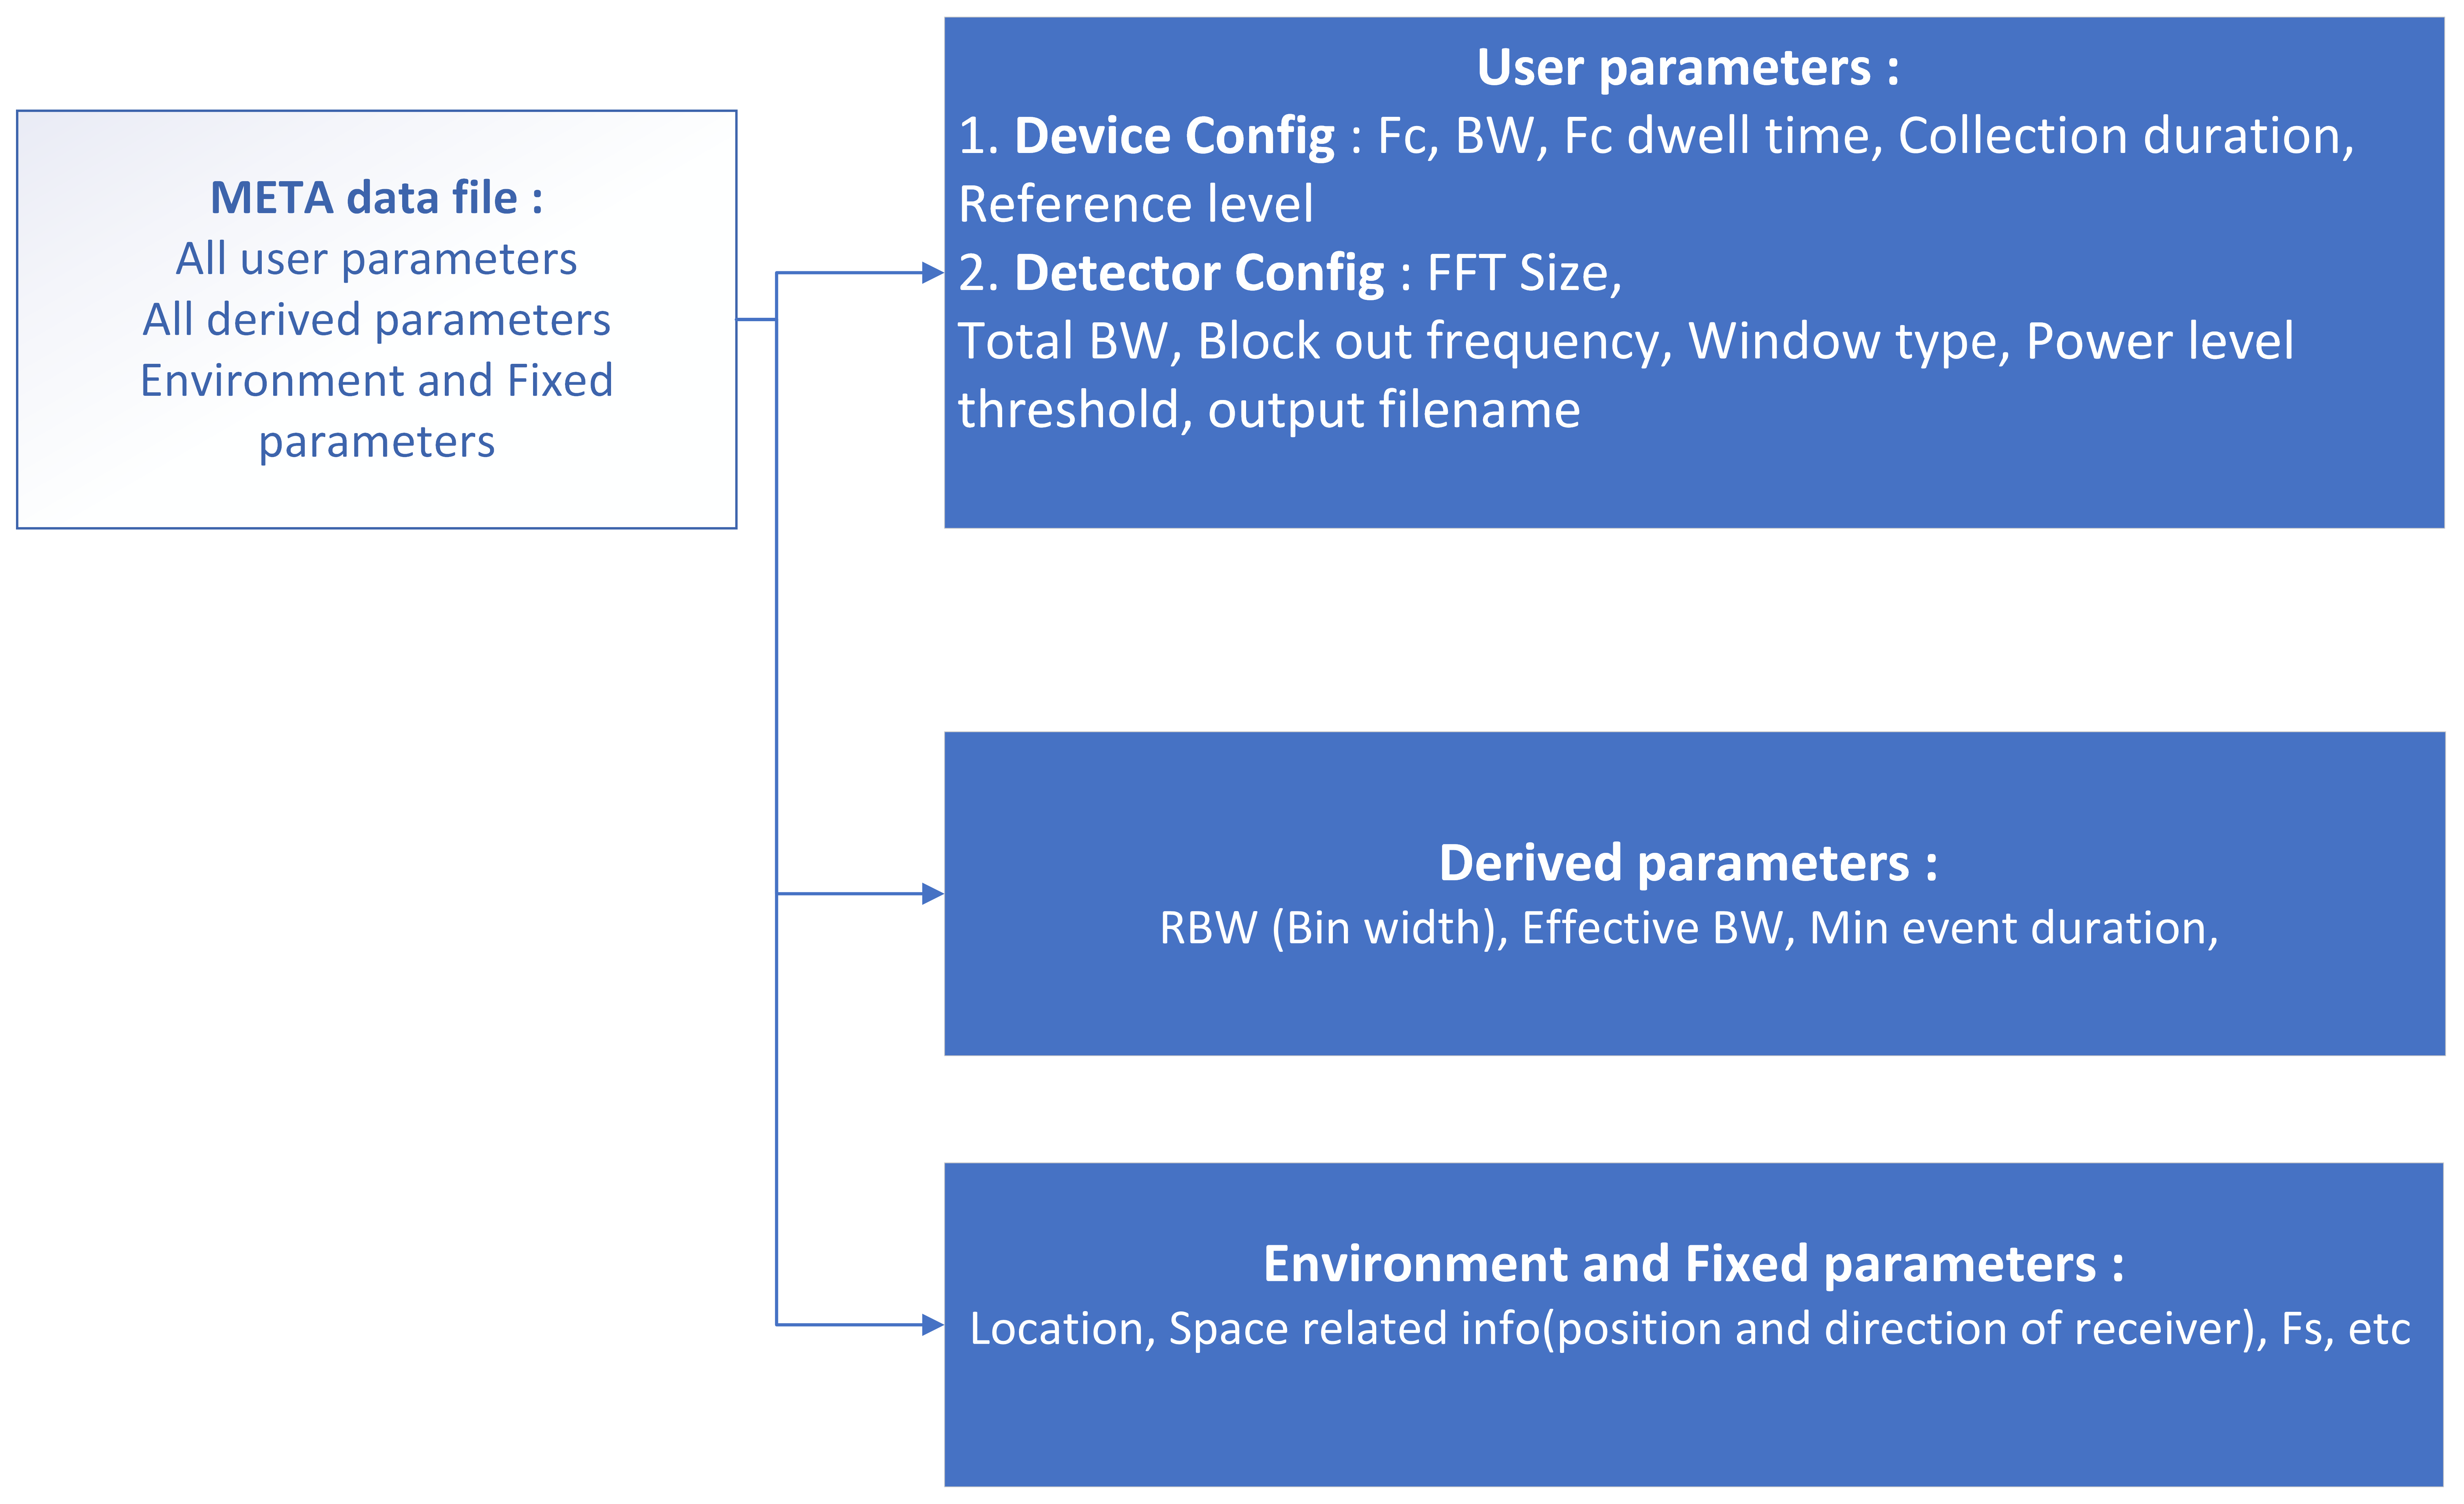 META data file :
All user parameters
All derived parameters
Environment and Fixed
parameters
User parameters :
1. Device Config : Fc, BW, Fc dwell time, Collection duration,
Reference level
2. Detector Config : FFT Size,
Total BW, Block out frequency, Window type, Power level
threshold, output filename
Derived parameters :
RBW (Bin width), Effective BW, Min event duration,
Environment and Fixed parameters :
Location, Space related info(position and direction of receiver), Fs, etc